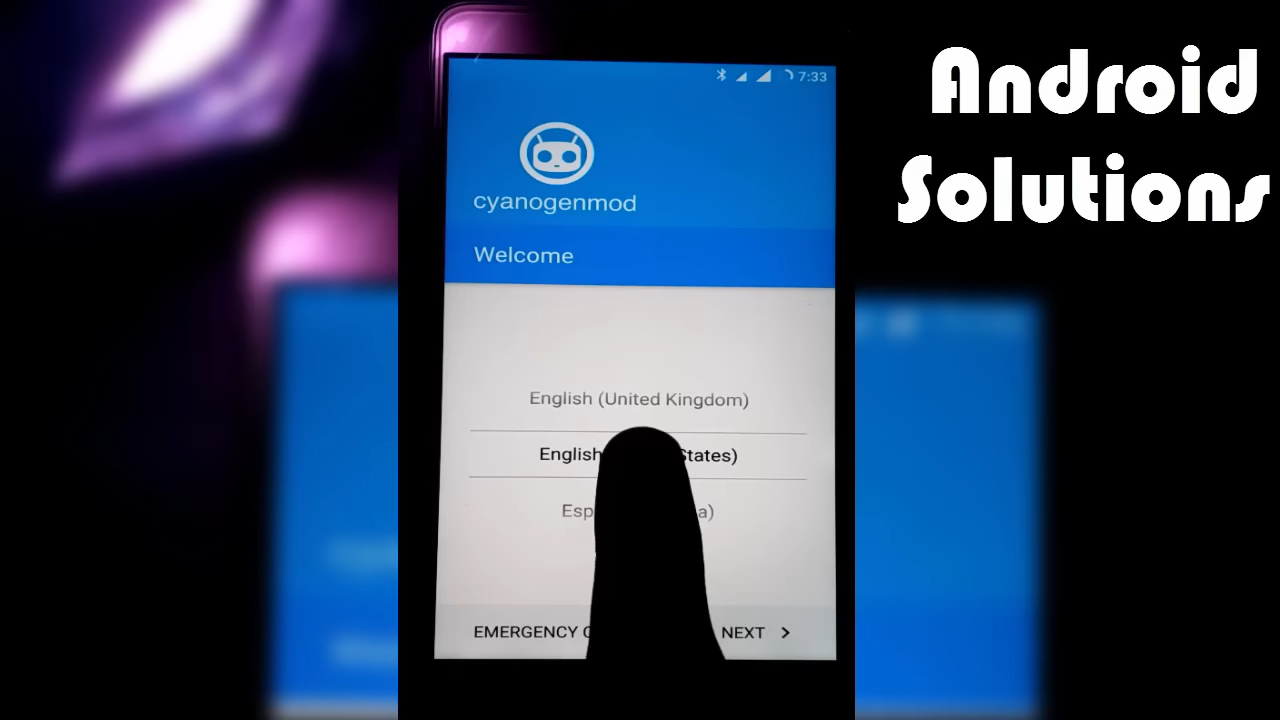 Android
Solutions
7:33
cyanogenmod
Welcome
English (United Kingdom)
English States)
EMERGENCY
NEXT